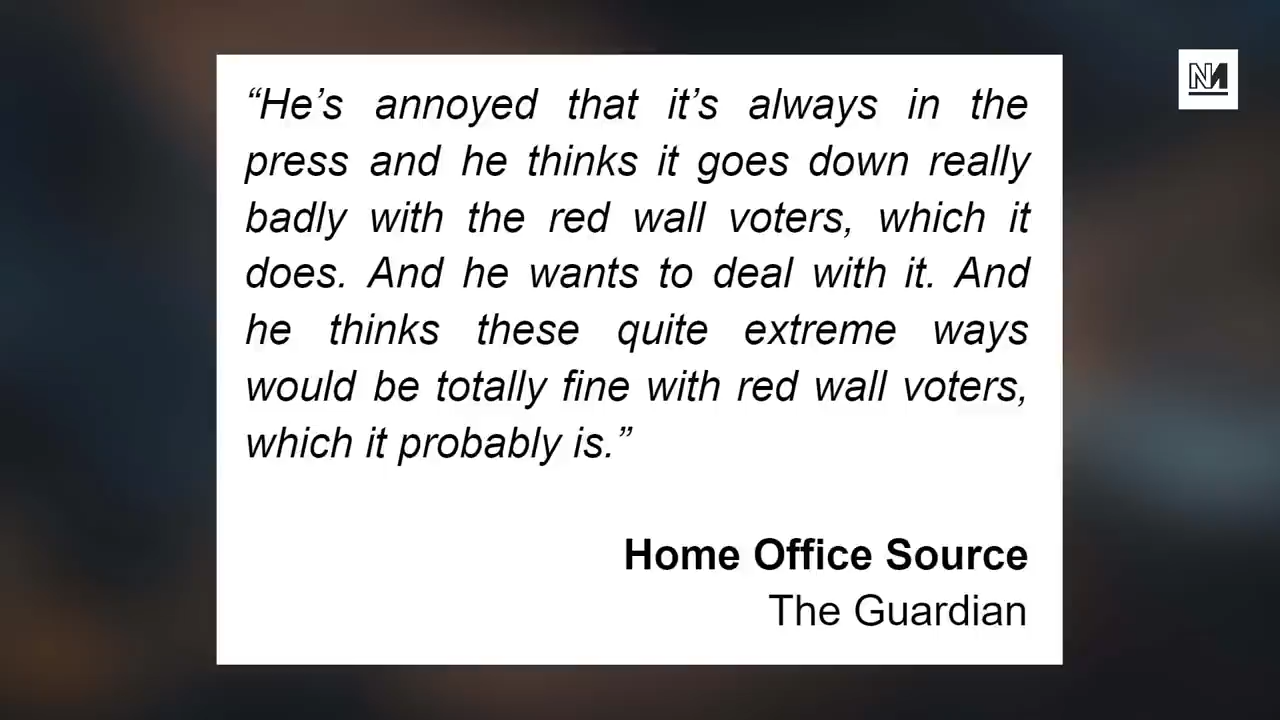 “He’s annoyed that it’s always in the
press and he thinks it goes down really
badly with the red wall voters, which it
does. And he wants to deal with it. And
he thinks these quite extreme ways
would be totally fine with red wall voters,
which it probably is.”
Home Office Source
The Guardian